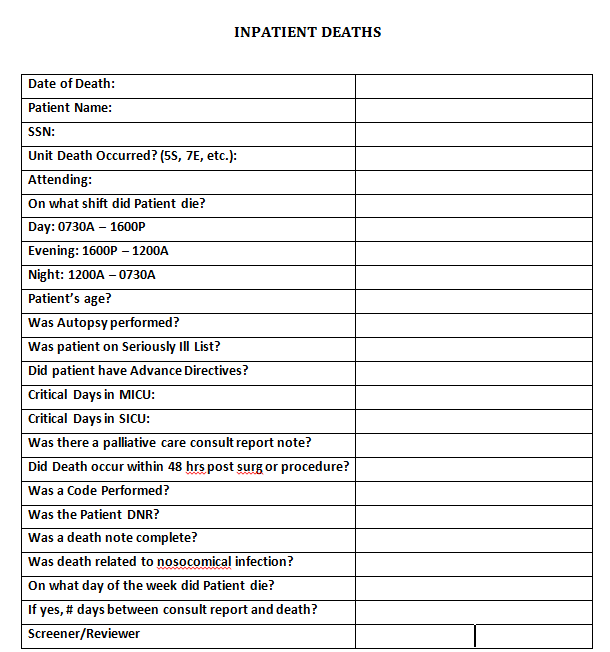 INPATIENT DEATHS
Date of Death:
Patient Name:
SSN:
Unit Death Occurred? (5S, 7E, etc.):
Attending:
On what shift did Patient die?
Day: 0730A – 1600P
Evening: 1600P – 1200A
Night: 1200A – 0730A
Patient’s age?
Was Autopsy performed?
Was patient on Seriously Ill List?
Did patient have Advance Directives?
Critical Days in MICU:
Critical Days in SICU:
Was there a palliative care consult report note?
Did Death occur within 48 hrs post surg or procedure?
Was a Code Performed?
Was the Patient DNR?
Was a death note complete?
Was death related to nosocomical infection?
On what day of the week did Patient die?
If yes, # days between consult report and death?
Screener/Reviewer